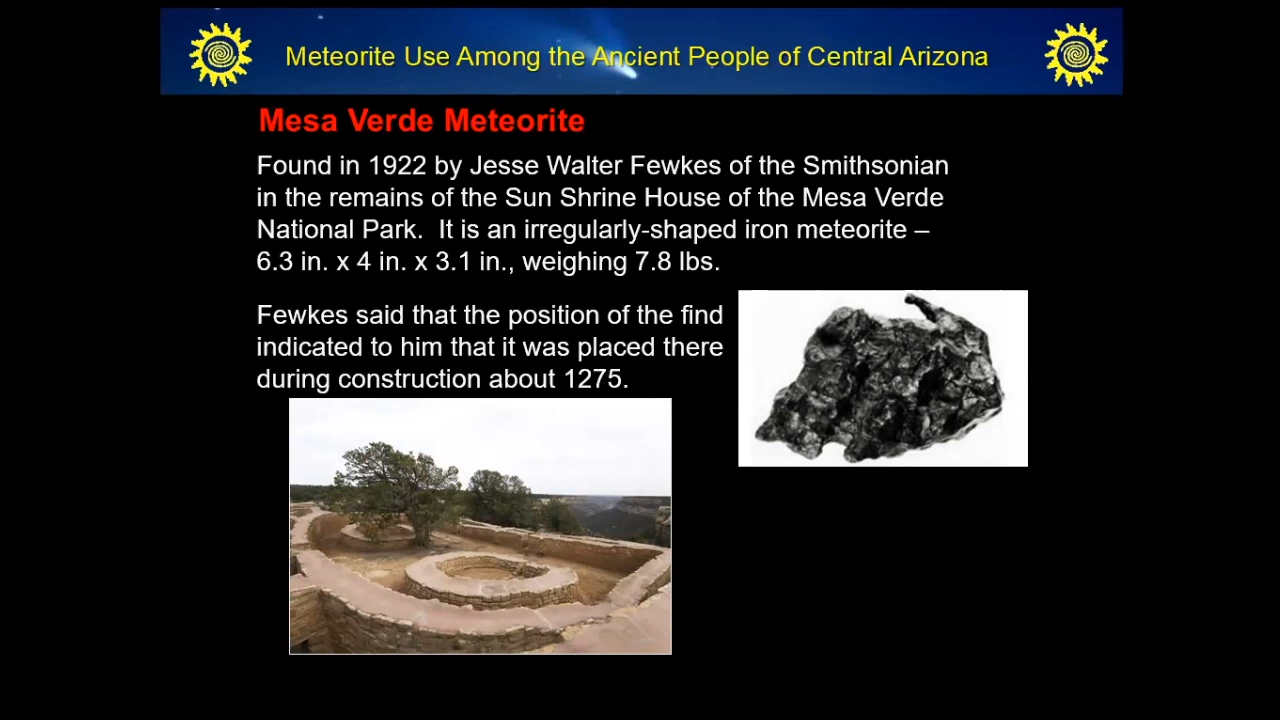 Meteorite Use Among the Ancient People of Central Arizona
Mesa Verde Meteorite
Found in 1922 by Jesse Walter Fewkes of the Smithsonian
in the remains of the Sun Shrine House of the Mesa Verde
National Park.  It is an irregularly-shaped iron meteorite –
6.3 in. x 4 in. x 3.1 in., weighing 7.8 lbs.
Fewkes said that the position of the find
indicated to him that it was placed there
during construction about 1275.